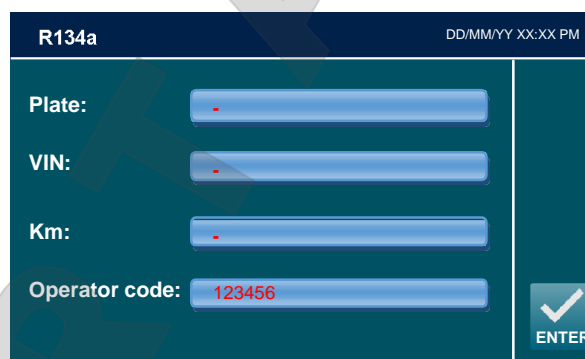 R134a DD/MM/YY XX:XX PM
Plate: -
VIN: -
Km: -
Operator code: 123456
ENTER